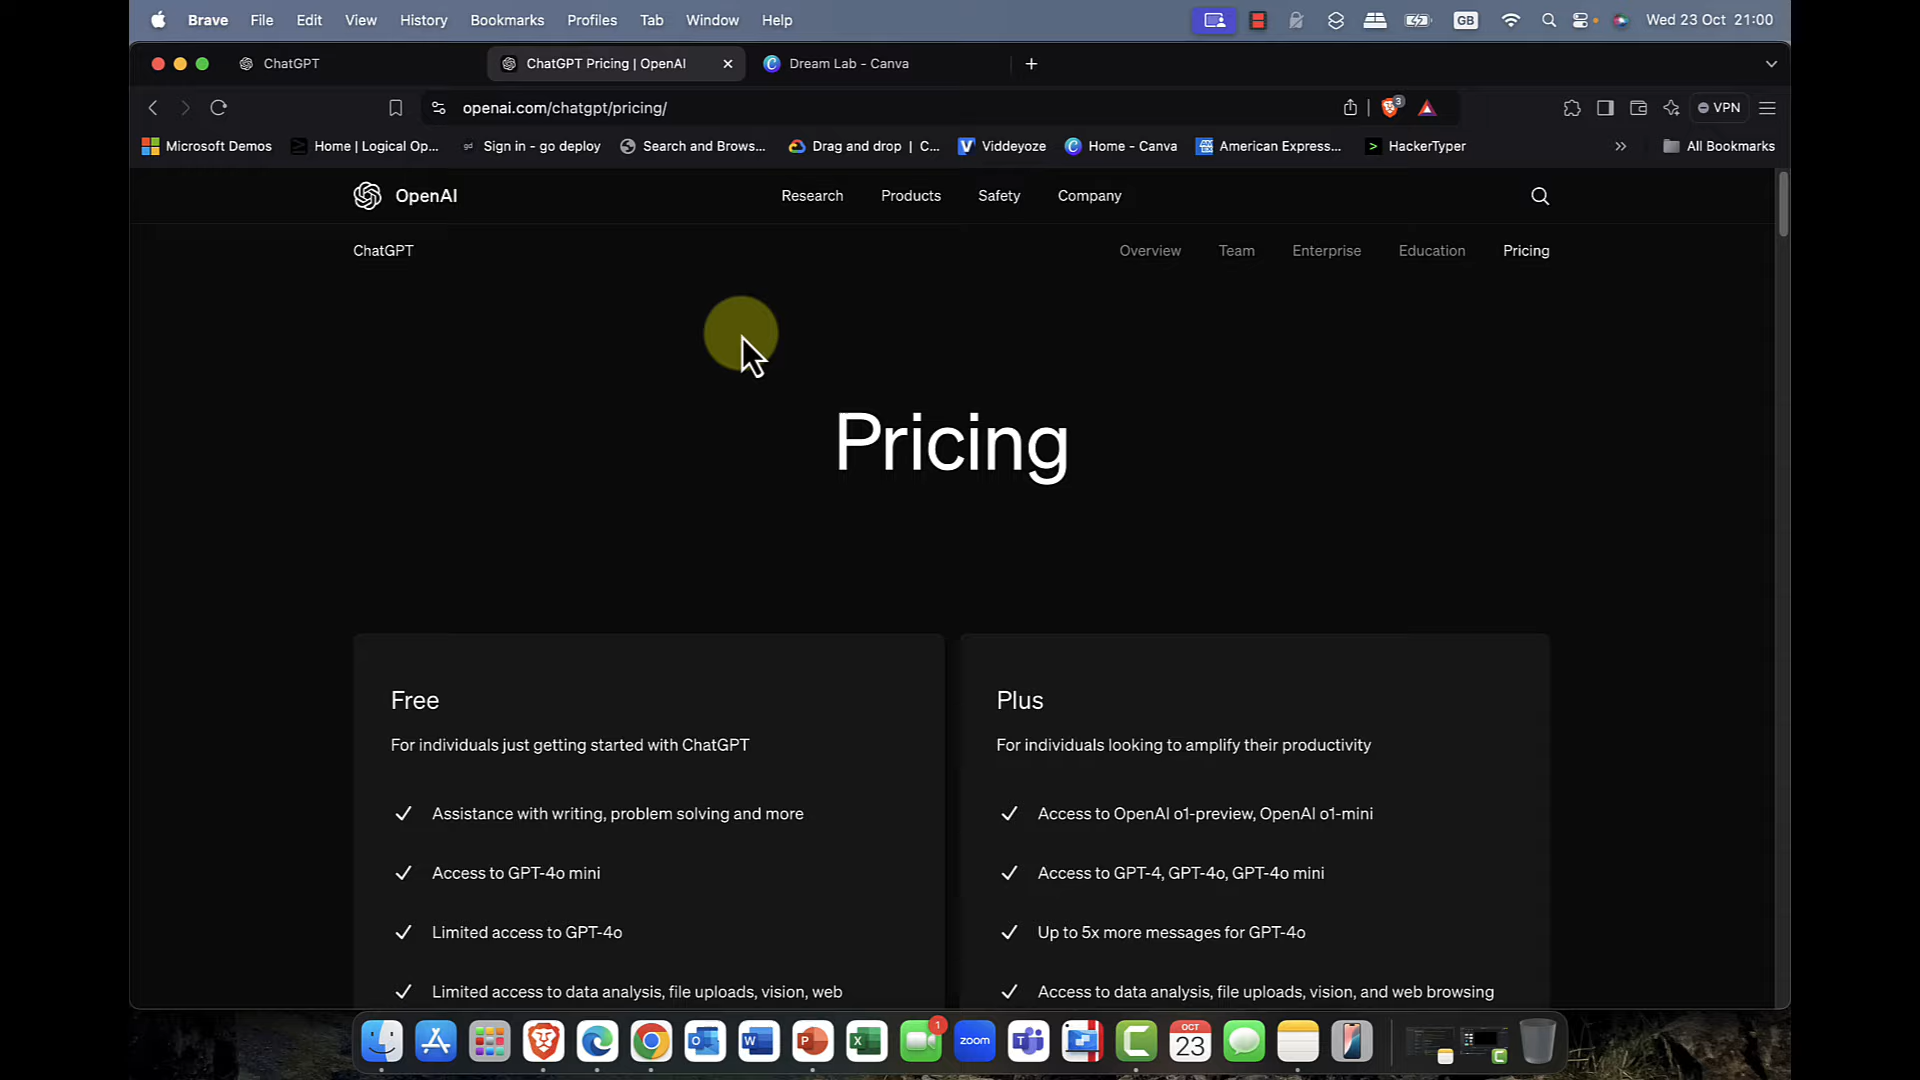 Brave File Edit View History Bookmarks Profiles Tab Window Help GB Wed 23 Oct 21:00
ChatGPT ChatGPT Pricing | OpenAI Dream Lab - Canva
openai.com/chatgpt/pricing/ 3 VPN
Microsoft Demos Home | Logical Op... Sign in - go deploy Search and Brows... Drag and drop | C... Viddeyoze Home - Canva American Express... HackerTyper All Bookmarks
OpenAI Research Products Safety Company
ChatGPT Overview Team Enterprise Education Pricing
Pricing
Free
For individuals just getting started with ChatGPT
Assistance with writing, problem solving and more
Access to GPT-4o mini
Limited access to GPT-4o
Limited access to data analysis, file uploads, vision, web
Plus
For individuals looking to amplify their productivity
Access to OpenAI o1-preview, OpenAI o1-mini
Access to GPT-4, GPT-4o, GPT-4o mini
Up to 5x more messages for GPT-4o
Access to data analysis, file uploads, vision, and web browsing
1 zoom OCT
23